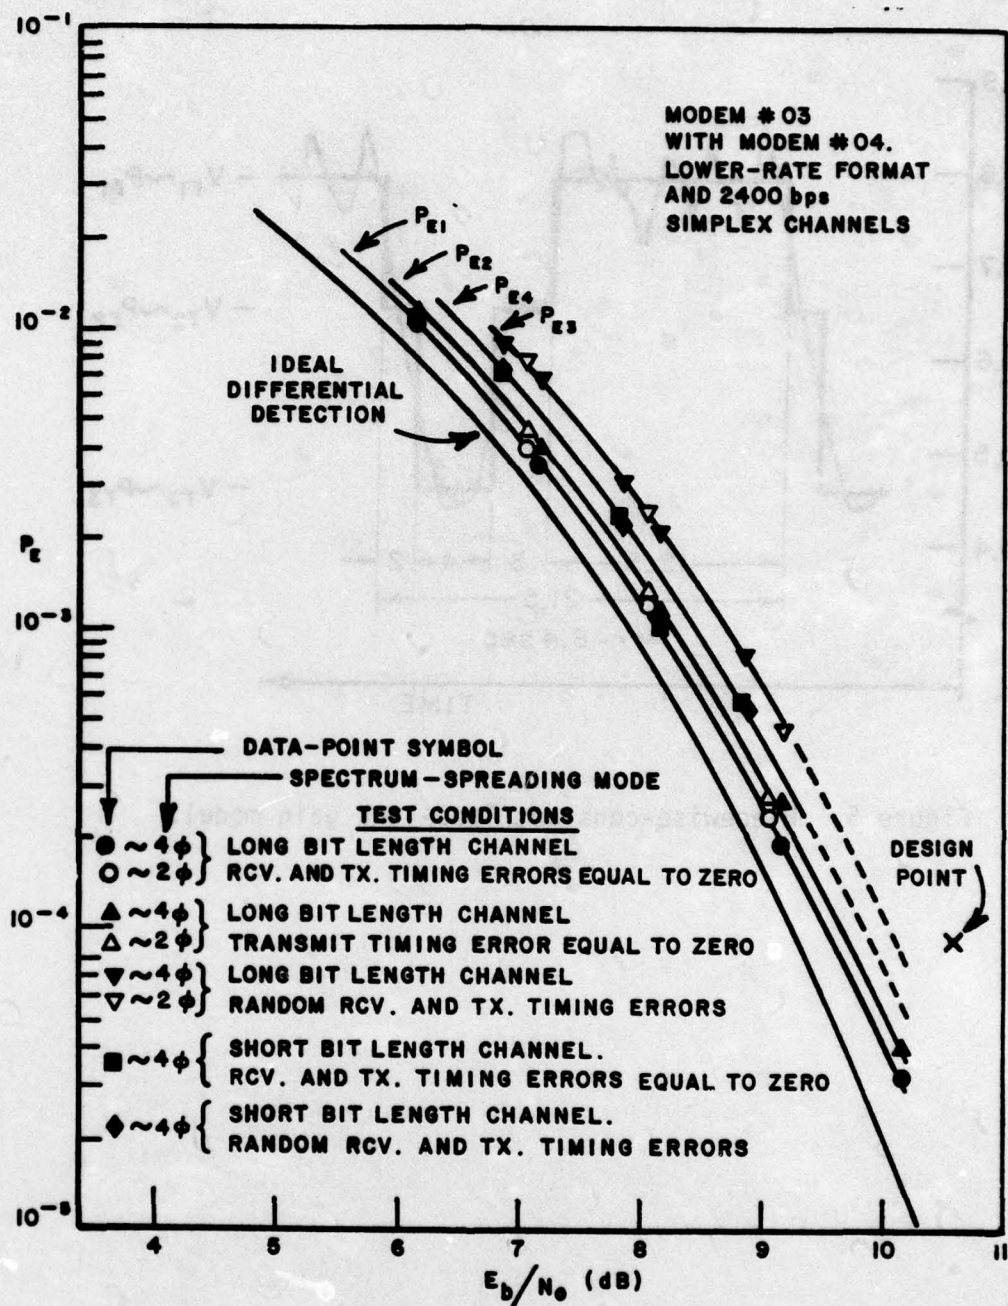 10⁻¹
MODEM #03
WITH MODEM #04.
LOWER-RATE FORMAT
AND 2400 bps
SIMPLEX CHANNELS
P_E1
P_E2
P_E4
P_E3
10⁻²
IDEAL
DIFFERENTIAL
DETECTION
P_E
10⁻³
DATA-POINT SYMBOL
SPECTRUM-SPREADING MODE
TEST CONDITIONS
● ~ 4ϕ } LONG BIT LENGTH CHANNEL
○ ~ 2ϕ } RCV. AND TX. TIMING ERRORS EQUAL TO ZERO
DESIGN
POINT
10⁻⁴
▲ ~ 4ϕ } LONG BIT LENGTH CHANNEL
△ ~ 2ϕ } TRANSMIT TIMING ERROR EQUAL TO ZERO
▼ ~ 4ϕ } LONG BIT LENGTH CHANNEL
▽ ~ 2ϕ } RANDOM RCV. AND TX. TIMING ERRORS
■ ~ 4ϕ { SHORT BIT LENGTH CHANNEL.
RCV. AND TX. TIMING ERRORS EQUAL TO ZERO
◆ ~ 4ϕ { SHORT BIT LENGTH CHANNEL.
RANDOM RCV. AND TX. TIMING ERRORS
10⁻⁵
4 5 6 7 8 9 10 11
E_b/N_o (dB)